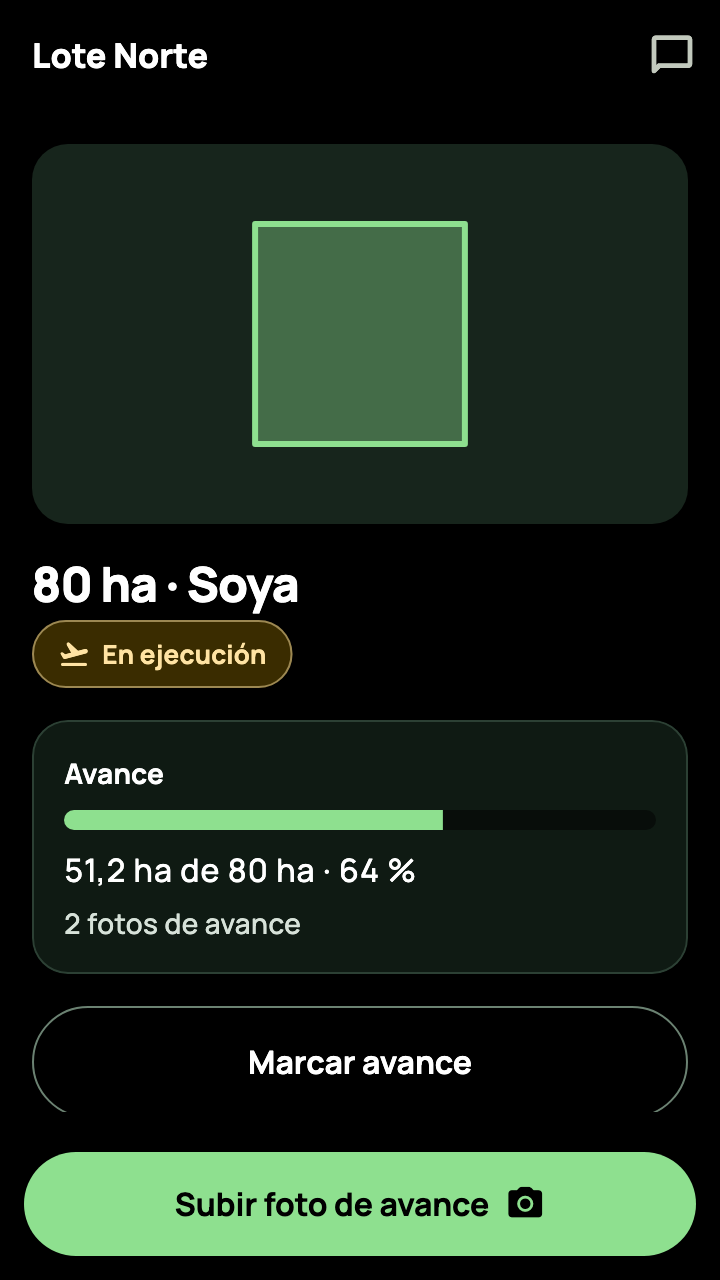 Lote Norte
80 ha · Soya
En ejecución
Avance
51,2 ha de 80 ha · 64 %
2 fotos de avance
Marcar avance
Subir foto de avance